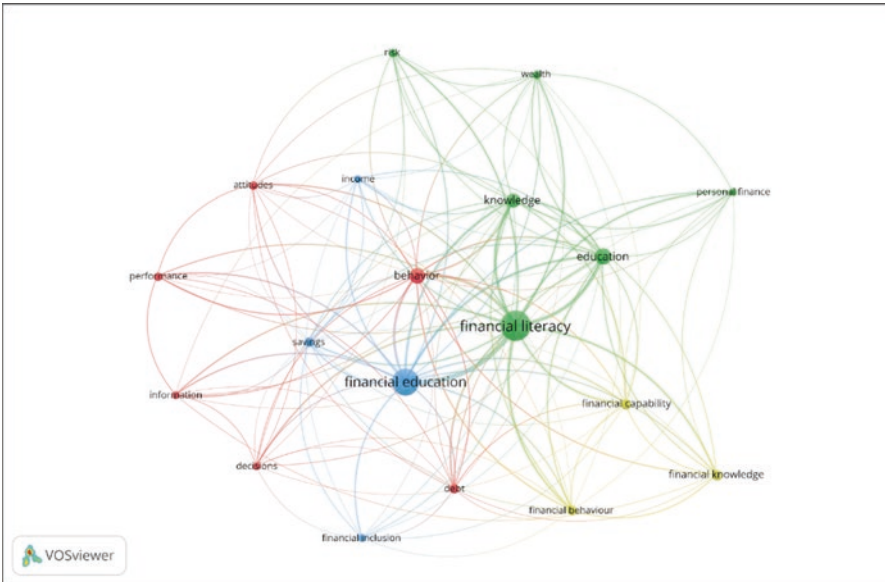 risk
wealth
attitudes
income
personal finance
knowledge
education
performance
behavior
financial literacy
savings
financial education
information
financial capability
decisions
financial knowledge
debt
financial behaviour
financial inclusion
VOSviewer